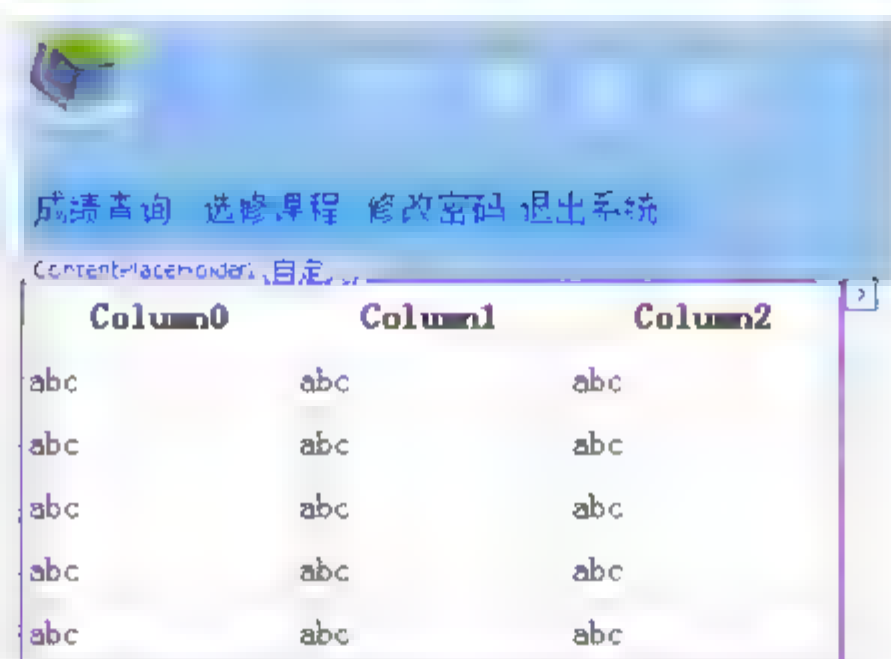 成绩查询 选修课程 修改密码 退出系统
ContentPlaceHolder1 (自定义)
Column0 Column1 Column2
abc abc abc
abc abc abc
abc abc abc
abc abc abc
abc abc abc